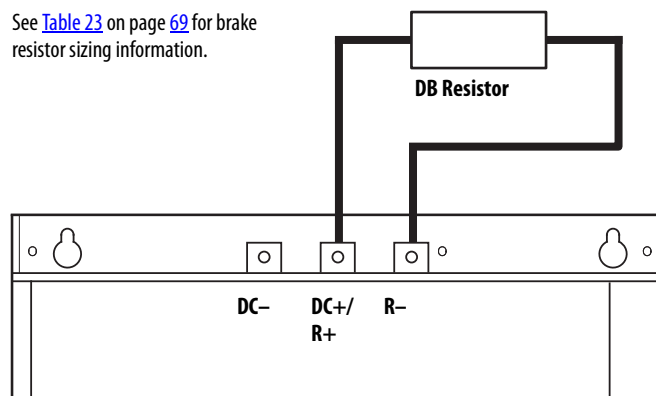 See Table 23 on page 69 for brake
resistor sizing information.
DB Resistor
DC– DC+/ R–
R+